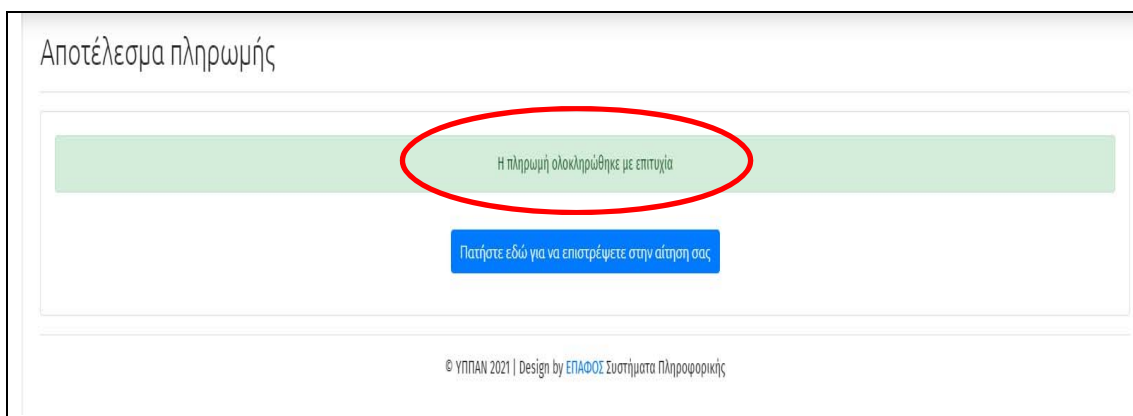 Αποτέλεσμα πληρωμής
Η πληρωμή ολοκληρώθηκε με επιτυχία
Πατήστε εδώ για να επιστρέψετε στην αίτηση σας
© ΥΠΠΑΝ 2021 | Design by ΕΠΑΦΟΣ Συστήματα Πληροφορικής